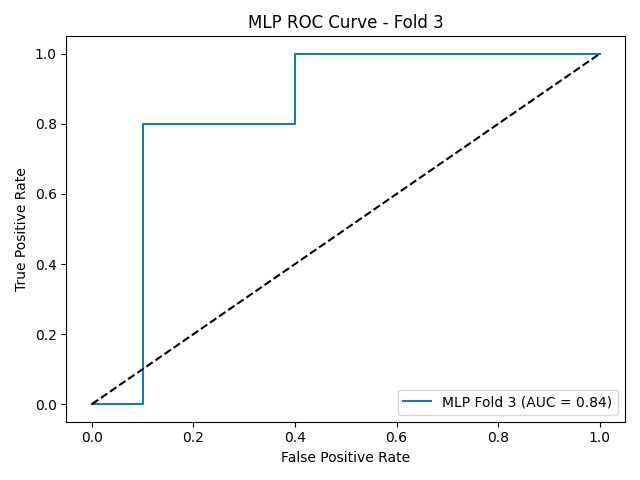 MLP ROC Curve - Fold 3
1.0
0.8
0.6
0.4
0.2
0.0
True Positive Rate
MLP Fold 3 (AUC = 0.84)
0.0 0.2 0.4 0.6 0.8 1.0
False Positive Rate